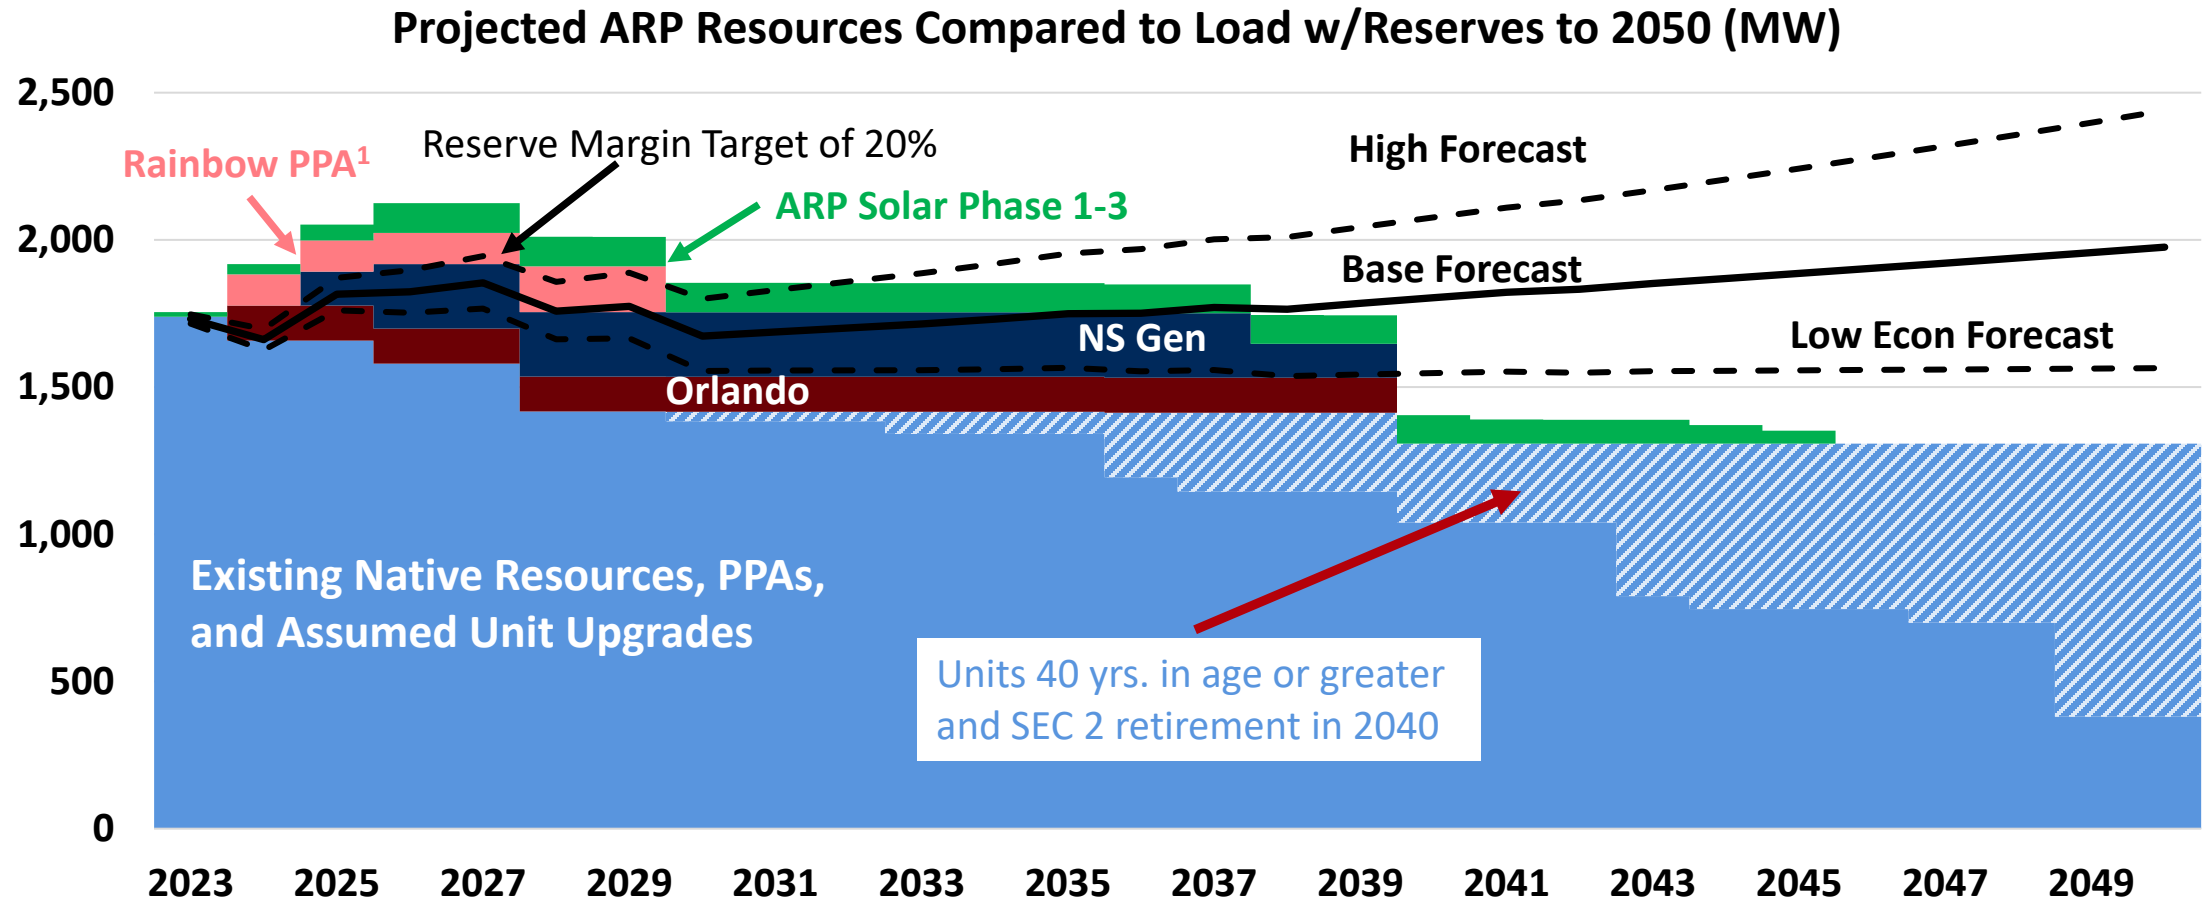 Projected ARP Resources Compared to Load w/Reserves to 2050 (MW)
2,500
2,000
1,500
1,000
500
0
Rainbow PPA¹
Reserve Margin Target of 20%
ARP Solar Phase 1-3
High Forecast
Base Forecast
Low Econ Forecast
NS Gen
Orlando
Existing Native Resources, PPAs,
and Assumed Unit Upgrades
Units 40 yrs. in age or greater
and SEC 2 retirement in 2040
2023 2025 2027 2029 2031 2033 2035 2037 2039 2041 2043 2045 2047 2049